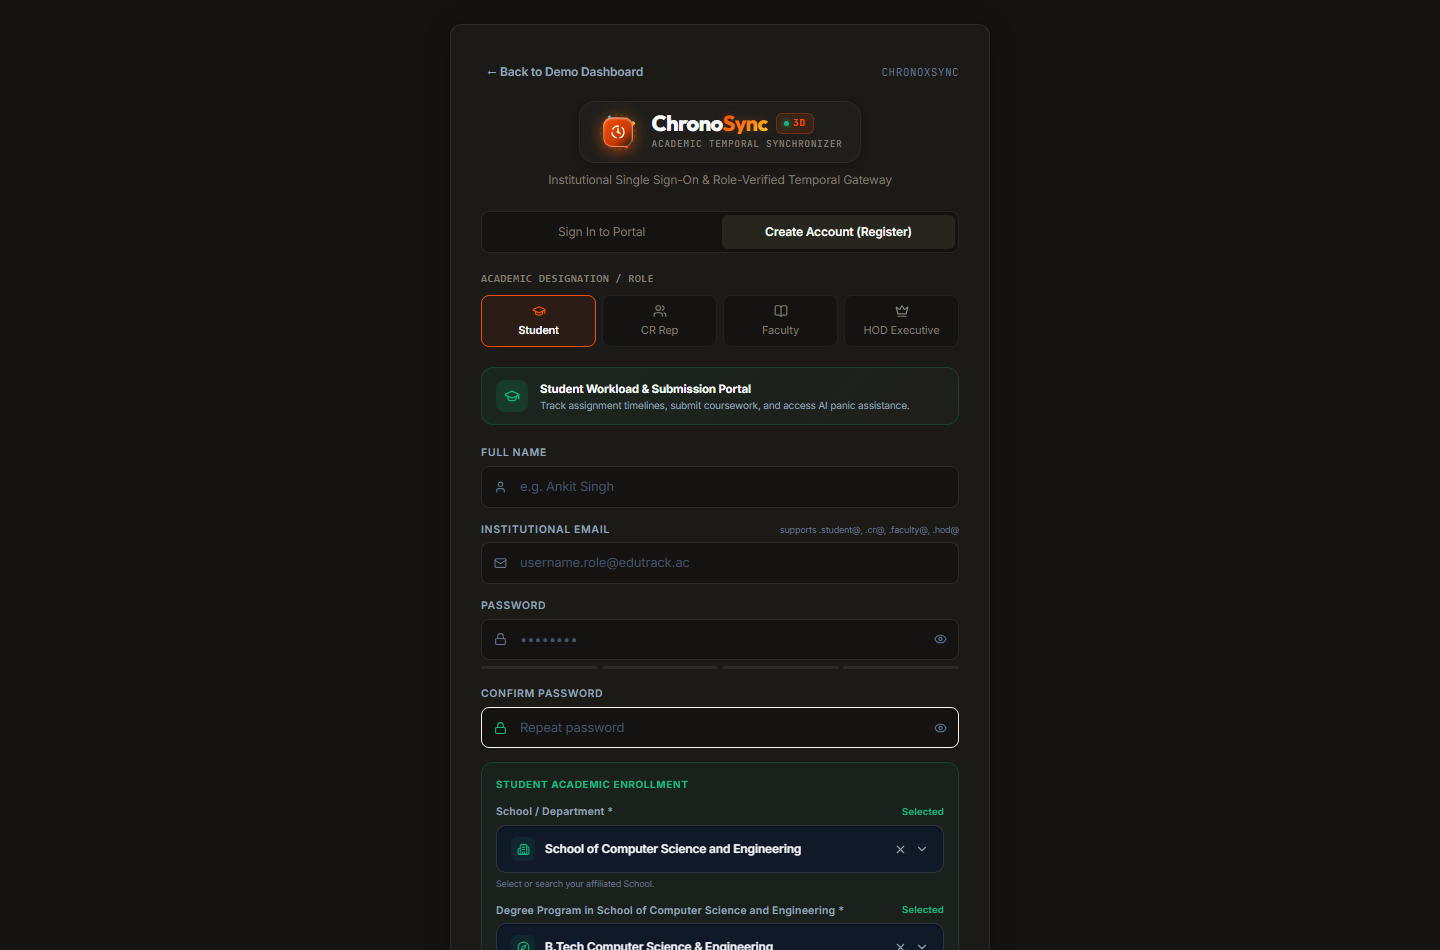 ← Back to Demo Dashboard
CHRONOXSYNC
ChronoSync
3D
ACADEMIC TEMPORAL SYNCHRONIZER
Institutional Single Sign-On & Role-Verified Temporal Gateway
Sign In to Portal
Create Account (Register)
ACADEMIC DESIGNATION / ROLE
Student
CR Rep
Faculty
HOD Executive
Student Workload & Submission Portal
Track assignment timelines, submit coursework, and access AI panic assistance.
FULL NAME
e.g. Ankit Singh
INSTITUTIONAL EMAIL
supports .student@, .cr@, .faculty@, .hod@
username.role@edutrack.ac
PASSWORD
••••••••
CONFIRM PASSWORD
Repeat password
STUDENT ACADEMIC ENROLLMENT
School / Department *
Selected
School of Computer Science and Engineering
Select or search your affiliated School.
Degree Program in School of Computer Science and Engineering *
Selected
B.Tech Computer Science & Engineering